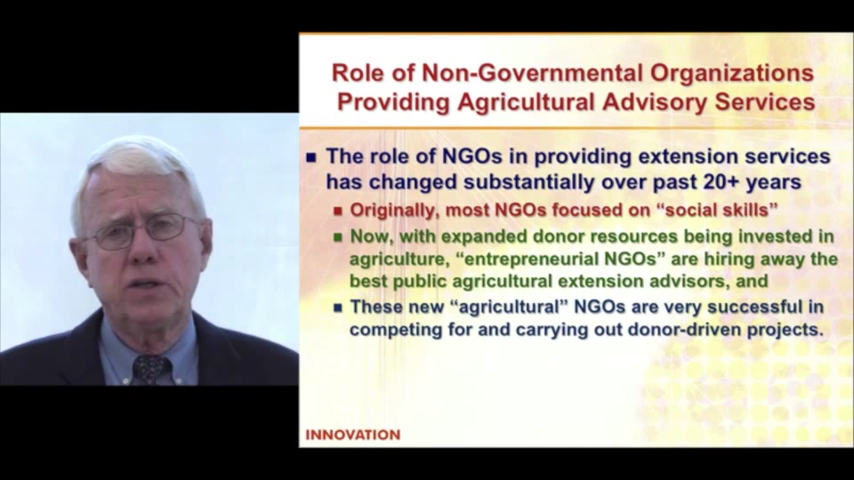 Role of Non-Governmental Organizations
Providing Agricultural Advisory Services
The role of NGOs in providing extension services
has changed substantially over past 20+ years
Originally, most NGOs focused on “social skills”
Now, with expanded donor resources being invested in
agriculture, “entrepreneurial NGOs” are hiring away the
best public agricultural extension advisors, and
These new “agricultural” NGOs are very successful in
competing for and carrying out donor-driven projects.
INNOVATION